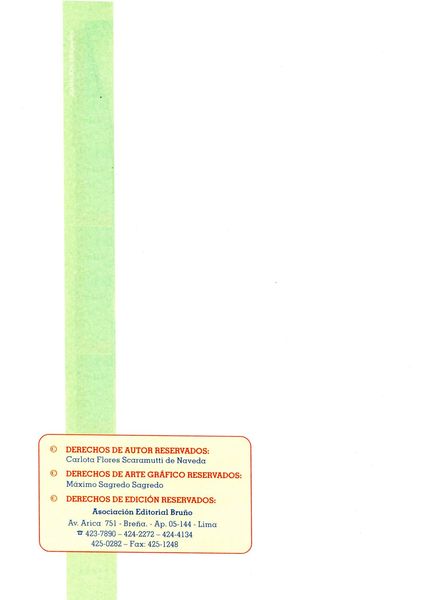 © DERECHOS DE AUTOR RESERVADOS:
Carlota Flores Scaramutti de Naveda
© DERECHOS DE ARTE GRÁFICO RESERVADOS:
Máximo Sagredo Sagredo
© DERECHOS DE EDICIÓN RESERVADOS:
Asociación Editorial Bruño
Av. Arica 751 - Breña. - Ap. 05-144 - Lima
☎ 423-7890 – 424-2272 – 424-4134
425-0282 – Fax: 425-1248